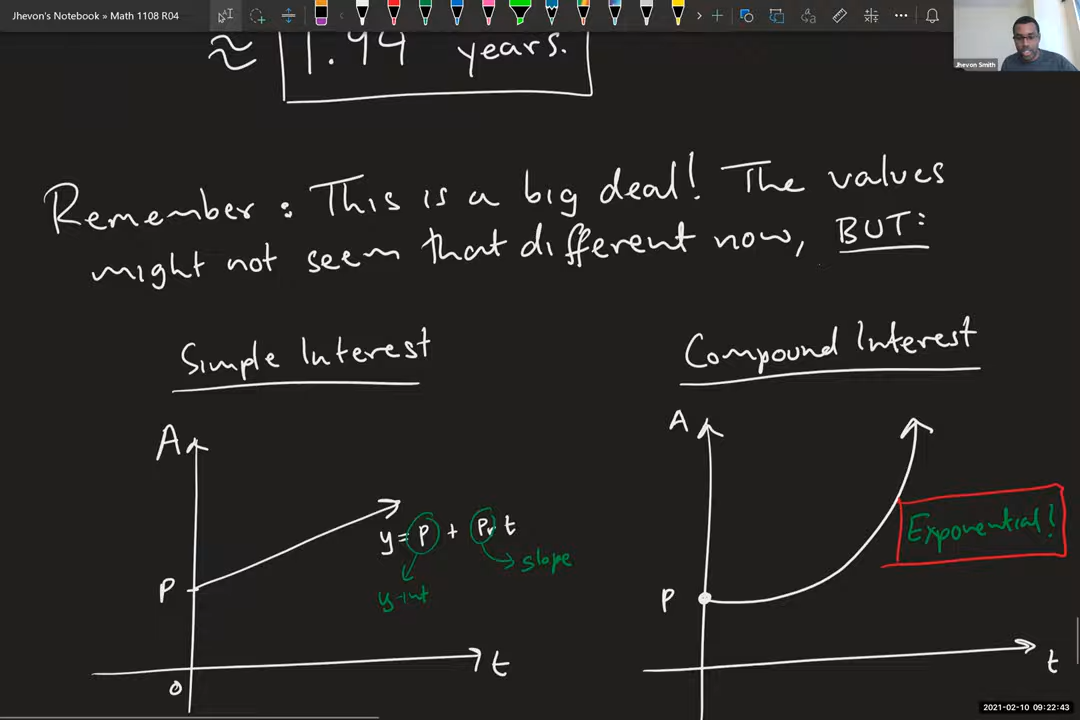 Jhevon's Notebook » Math 1108 R04
Jhevon Smith
≈ 1.94 years.
Remember: This is a big deal! The values
might not seem that different now, BUT:
Simple Interest
Compound Interest
A
A
y = P + Pr t
Exponential!
slope
y-int
P
P
t
t
0
2021-02-10 09:22:43